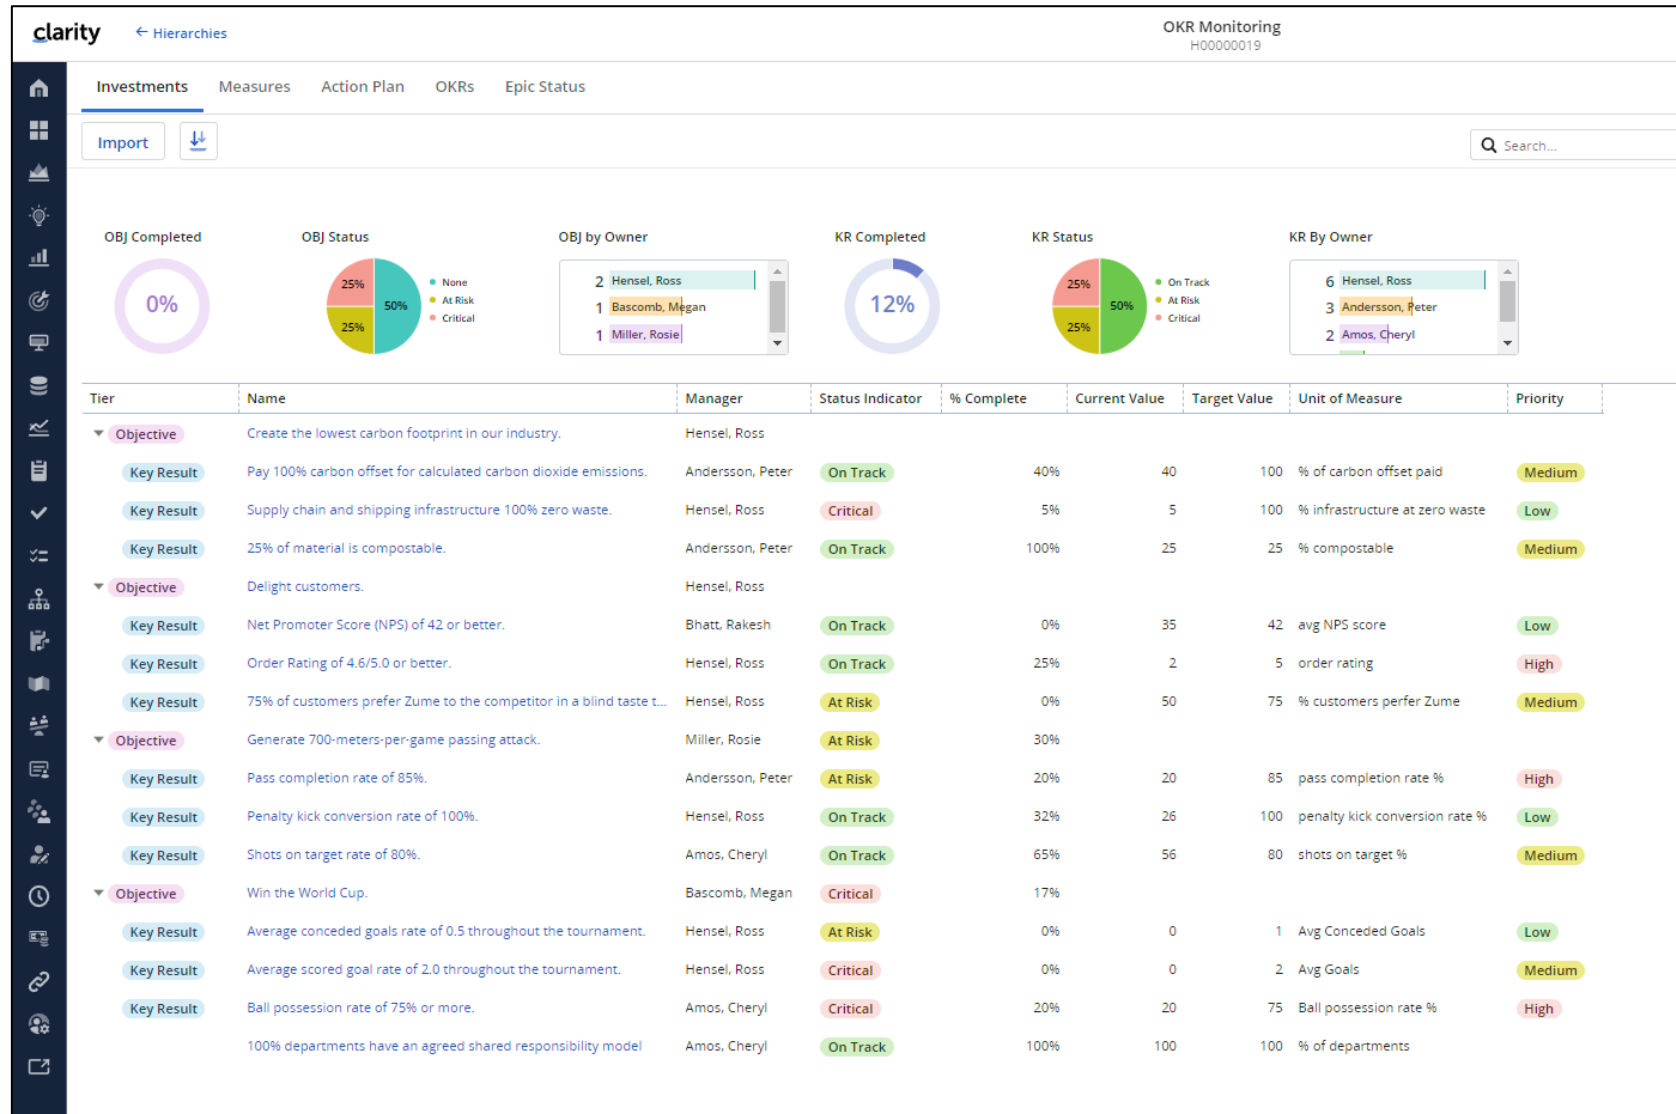 clarity
← Hierarchies
OKR Monitoring
H00000019
Investments Measures Action Plan OKRs Epic Status
Import
Search...
OBJ Completed OBJ Status OBJ by Owner KR Completed KR Status KR By Owner
0%
25% 50% 25%
None
At Risk
Critical
2 Hensel, Ross
1 Bascomb, Megan
1 Miller, Rosie
12%
25% 50% 25%
On Track
At Risk
Critical
6 Hensel, Ross
3 Andersson, Peter
2 Amos, Cheryl
Tier Name Manager Status Indicator % Complete Current Value Target Value Unit of Measure Priority
Objective Create the lowest carbon footprint in our industry. Hensel, Ross
Key Result Pay 100% carbon offset for calculated carbon dioxide emissions. Andersson, Peter On Track 40% 40 100 % of carbon offset paid Medium
Key Result Supply chain and shipping infrastructure 100% zero waste. Hensel, Ross Critical 5% 5 100 % infrastructure at zero waste Low
Key Result 25% of material is compostable. Andersson, Peter On Track 100% 25 25 % compostable Medium
Objective Delight customers. Hensel, Ross
Key Result Net Promoter Score (NPS) of 42 or better. Bhatt, Rakesh On Track 0% 35 42 avg NPS score Low
Key Result Order Rating of 4.6/5.0 or better. Hensel, Ross On Track 25% 2 5 order rating High
Key Result 75% of customers prefer Zume to the competitor in a blind taste t... Hensel, Ross At Risk 0% 50 75 % customers perfer Zume Medium
Objective Generate 700-meters-per-game passing attack. Miller, Rosie At Risk 30%
Key Result Pass completion rate of 85%. Andersson, Peter At Risk 20% 20 85 pass completion rate % High
Key Result Penalty kick conversion rate of 100%. Hensel, Ross On Track 32% 26 100 penalty kick conversion rate % Low
Key Result Shots on target rate of 80%. Amos, Cheryl On Track 65% 56 80 shots on target % Medium
Objective Win the World Cup. Bascomb, Megan Critical 17%
Key Result Average conceded goals rate of 0.5 throughout the tournament. Hensel, Ross At Risk 0% 0 1 Avg Conceded Goals Low
Key Result Average scored goal rate of 2.0 throughout the tournament. Hensel, Ross Critical 0% 0 2 Avg Goals Medium
Key Result Ball possession rate of 75% or more. Amos, Cheryl Critical 20% 20 75 Ball possession rate % High
100% departments have an agreed shared responsibility model Amos, Cheryl On Track 100% 100 100 % of departments